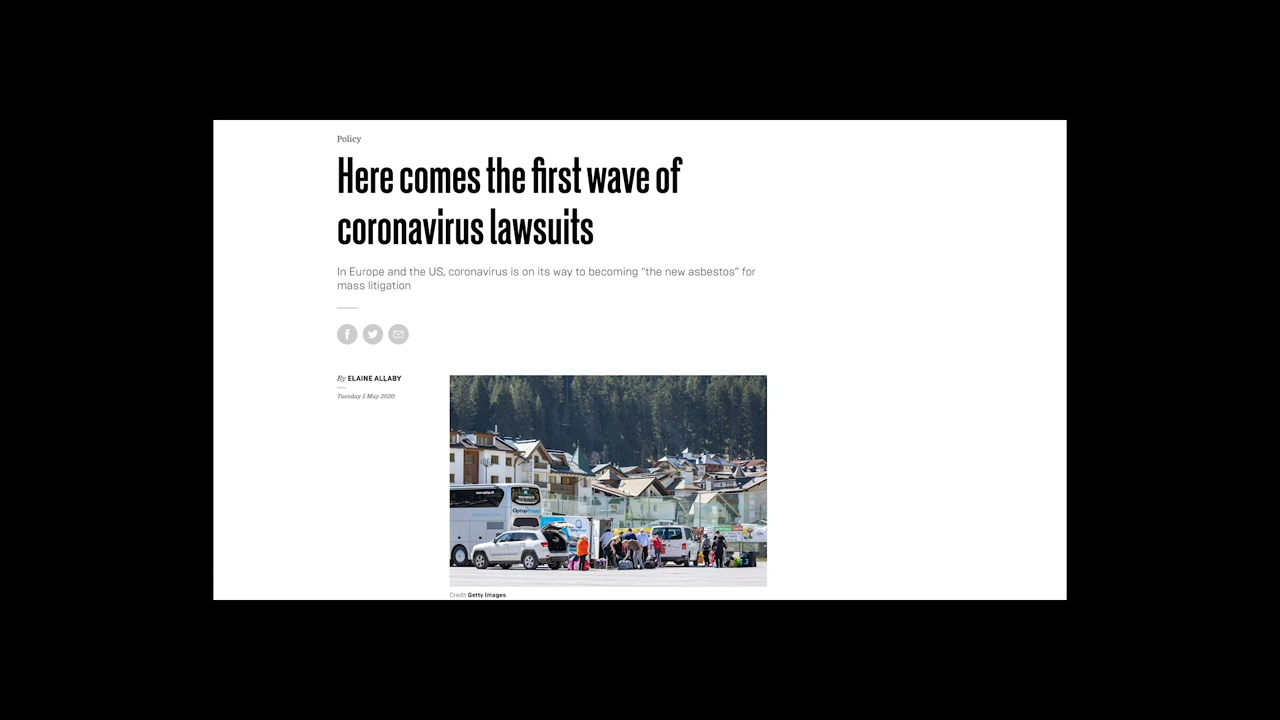 Policy
Here comes the first wave of
coronavirus lawsuits
In Europe and the US, coronavirus is on its way to becoming “the new asbestos” for
mass litigation
By ELAINE ALLABY
Tuesday 5 May 2020
Credit Getty Images